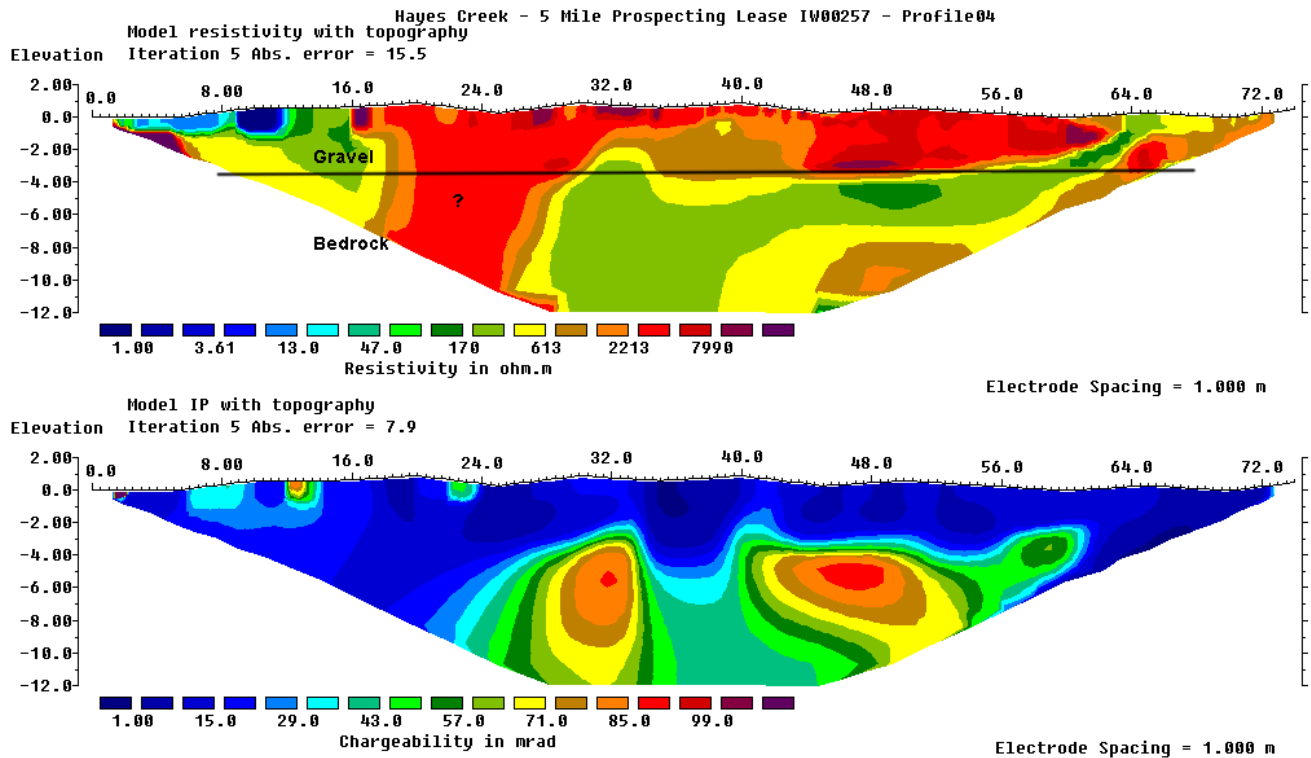 Hayes Creek - 5 Mile Prospecting Lease IW00257 - Profile04
Model resistivity with topography
Elevation Iteration 5 Abs. error = 15.5
2.00 0.0 8.00 16.0 24.0 32.0 40.0 48.0 56.0 64.0 72.0
0.0
-2.00
Gravel
-4.00
?
-6.00
Bedrock
-8.00
-10.0
-12.0
1.00 3.61 13.0 47.0 170 613 2213 7990
Resistivity in ohm.m
Electrode Spacing = 1.000 m
Model IP with topography
Elevation Iteration 5 Abs. error = 7.9
2.00 0.0 8.00 16.0 24.0 32.0 40.0 48.0 56.0 64.0 72.0
0.0
-2.00
-4.00
-6.00
-8.00
-10.0
-12.0
1.00 15.0 29.0 43.0 57.0 71.0 85.0 99.0
Chargeability in mrad
Electrode Spacing = 1.000 m